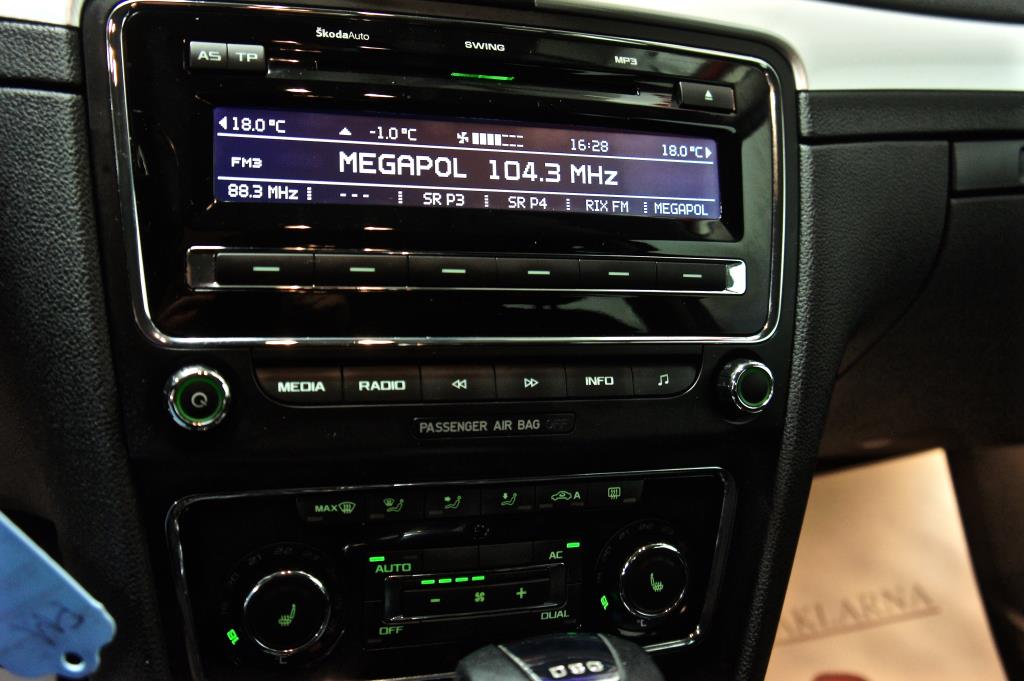 ŠkodaAuto
SWING
MP3
AS TP
18.0°C -1.0°C 16:28 18.0°C
FM3 MEGAPOL 104.3 MHz
88.3 MHz --- SR P3 SR P4 RIX FM MEGAPOL
MEDIA RADIO INFO
PASSENGER AIR BAG OFF
MAX A
AUTO AC
- +
OFF DUAL